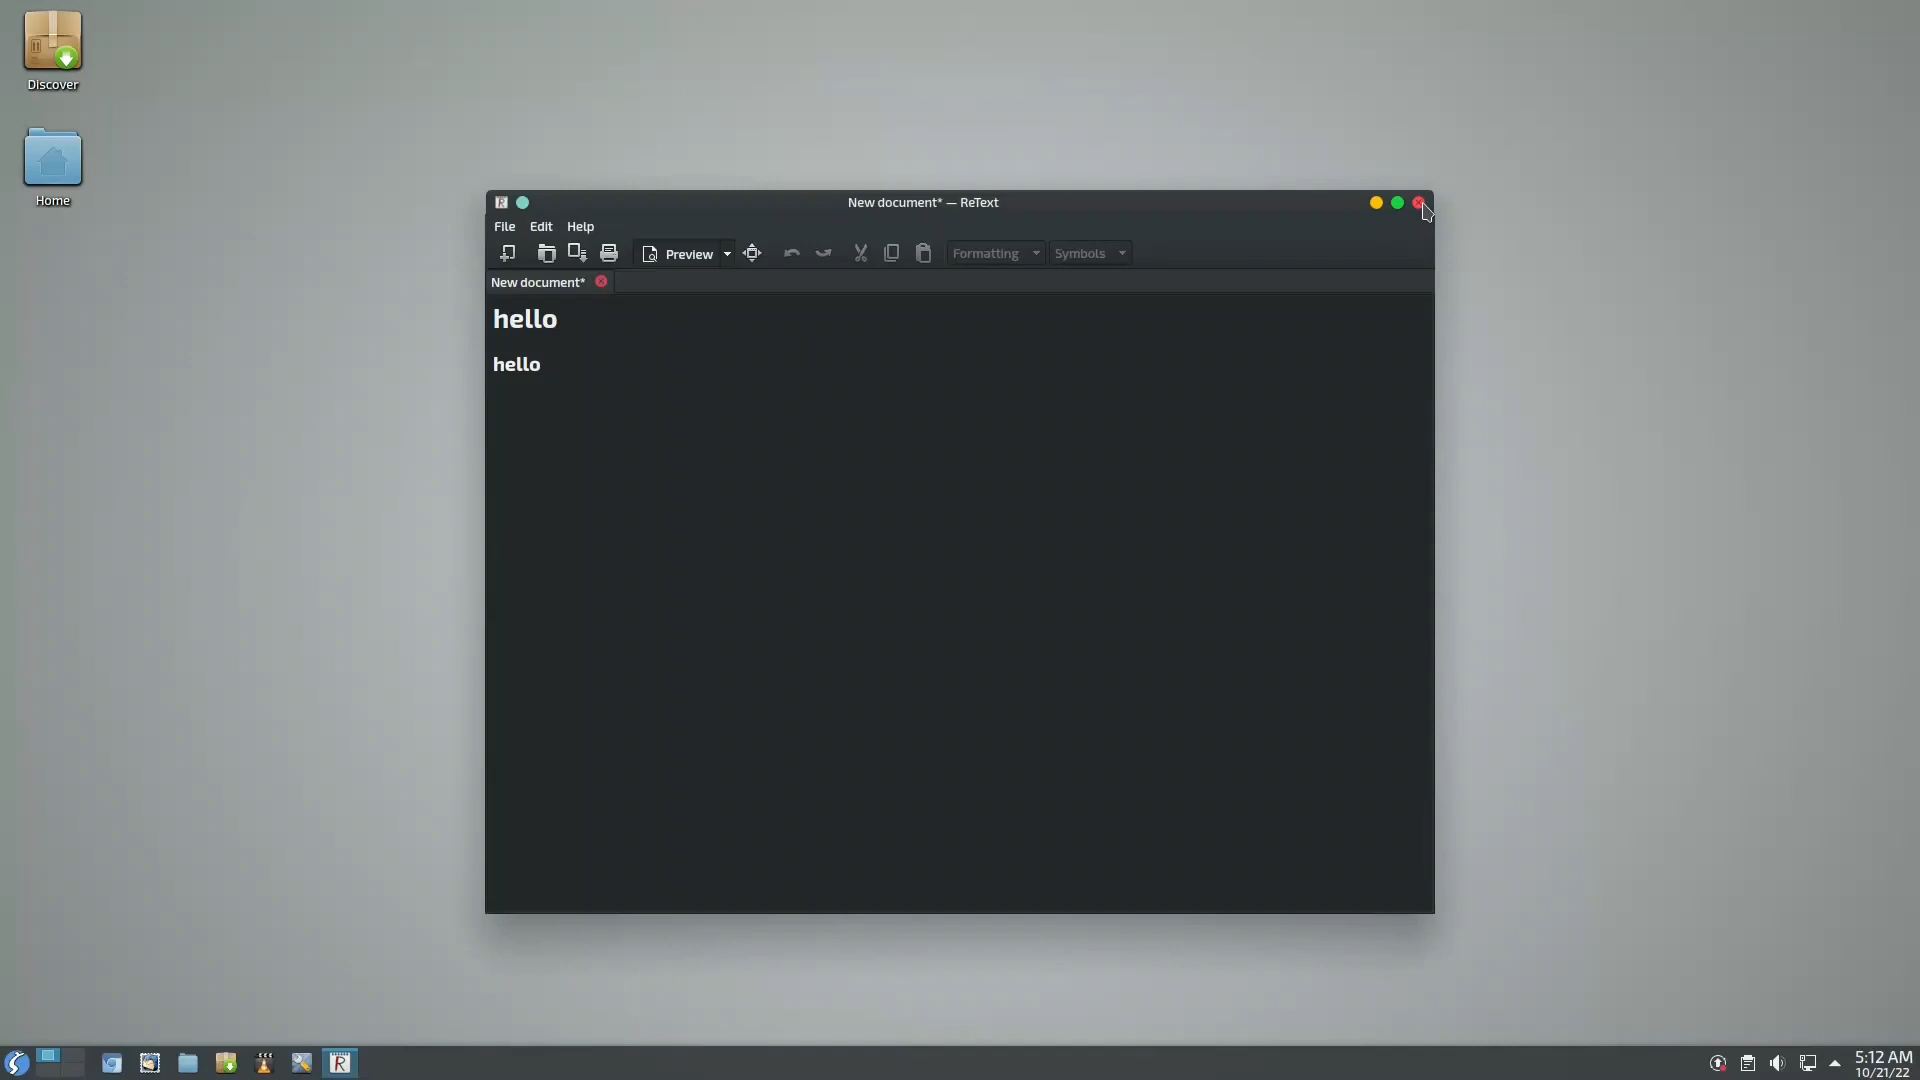 Discover
Home
New document* — ReText
File Edit Help
Preview Formatting Symbols
New document*
hello
hello
5:12 AM
10/21/22